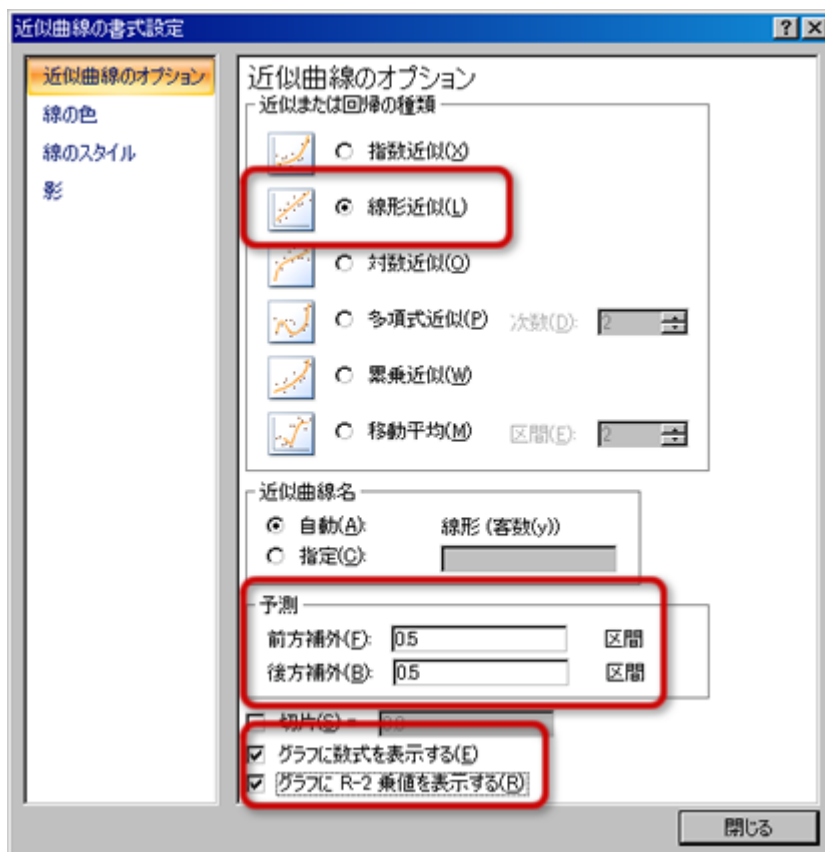 近似曲線の書式設定
近似曲線のオプション
線の色
線のスタイル
影
近似曲線のオプション
近似または回帰の種類
指数近似(X)
線形近似(L)
対数近似(O)
多項式近似(P) 次数(D): 2
累乗近似(W)
移動平均(M) 区間(E): 2
近似曲線名
自動(A): 線形 (客数(y))
指定(C):
予測
前方補外(F): 0.5 区間
後方補外(B): 0.5 区間
切片(S) = 0.0
グラフに数式を表示する(E)
グラフに R-2 乗値を表示する(R)
閉じる